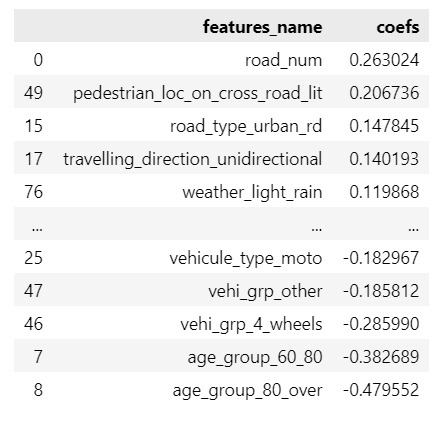 features_name coefs
0 road_num 0.263024
49 pedestrian_loc_on_cross_road_lit 0.206736
15 road_type_urban_rd 0.147845
17 travelling_direction_unidirectional 0.140193
76 weather_light_rain 0.119868
... ... ...
25 vehicule_type_moto -0.182967
47 vehi_grp_other -0.185812
46 vehi_grp_4_wheels -0.285990
7 age_group_60_80 -0.382689
8 age_group_80_over -0.479552